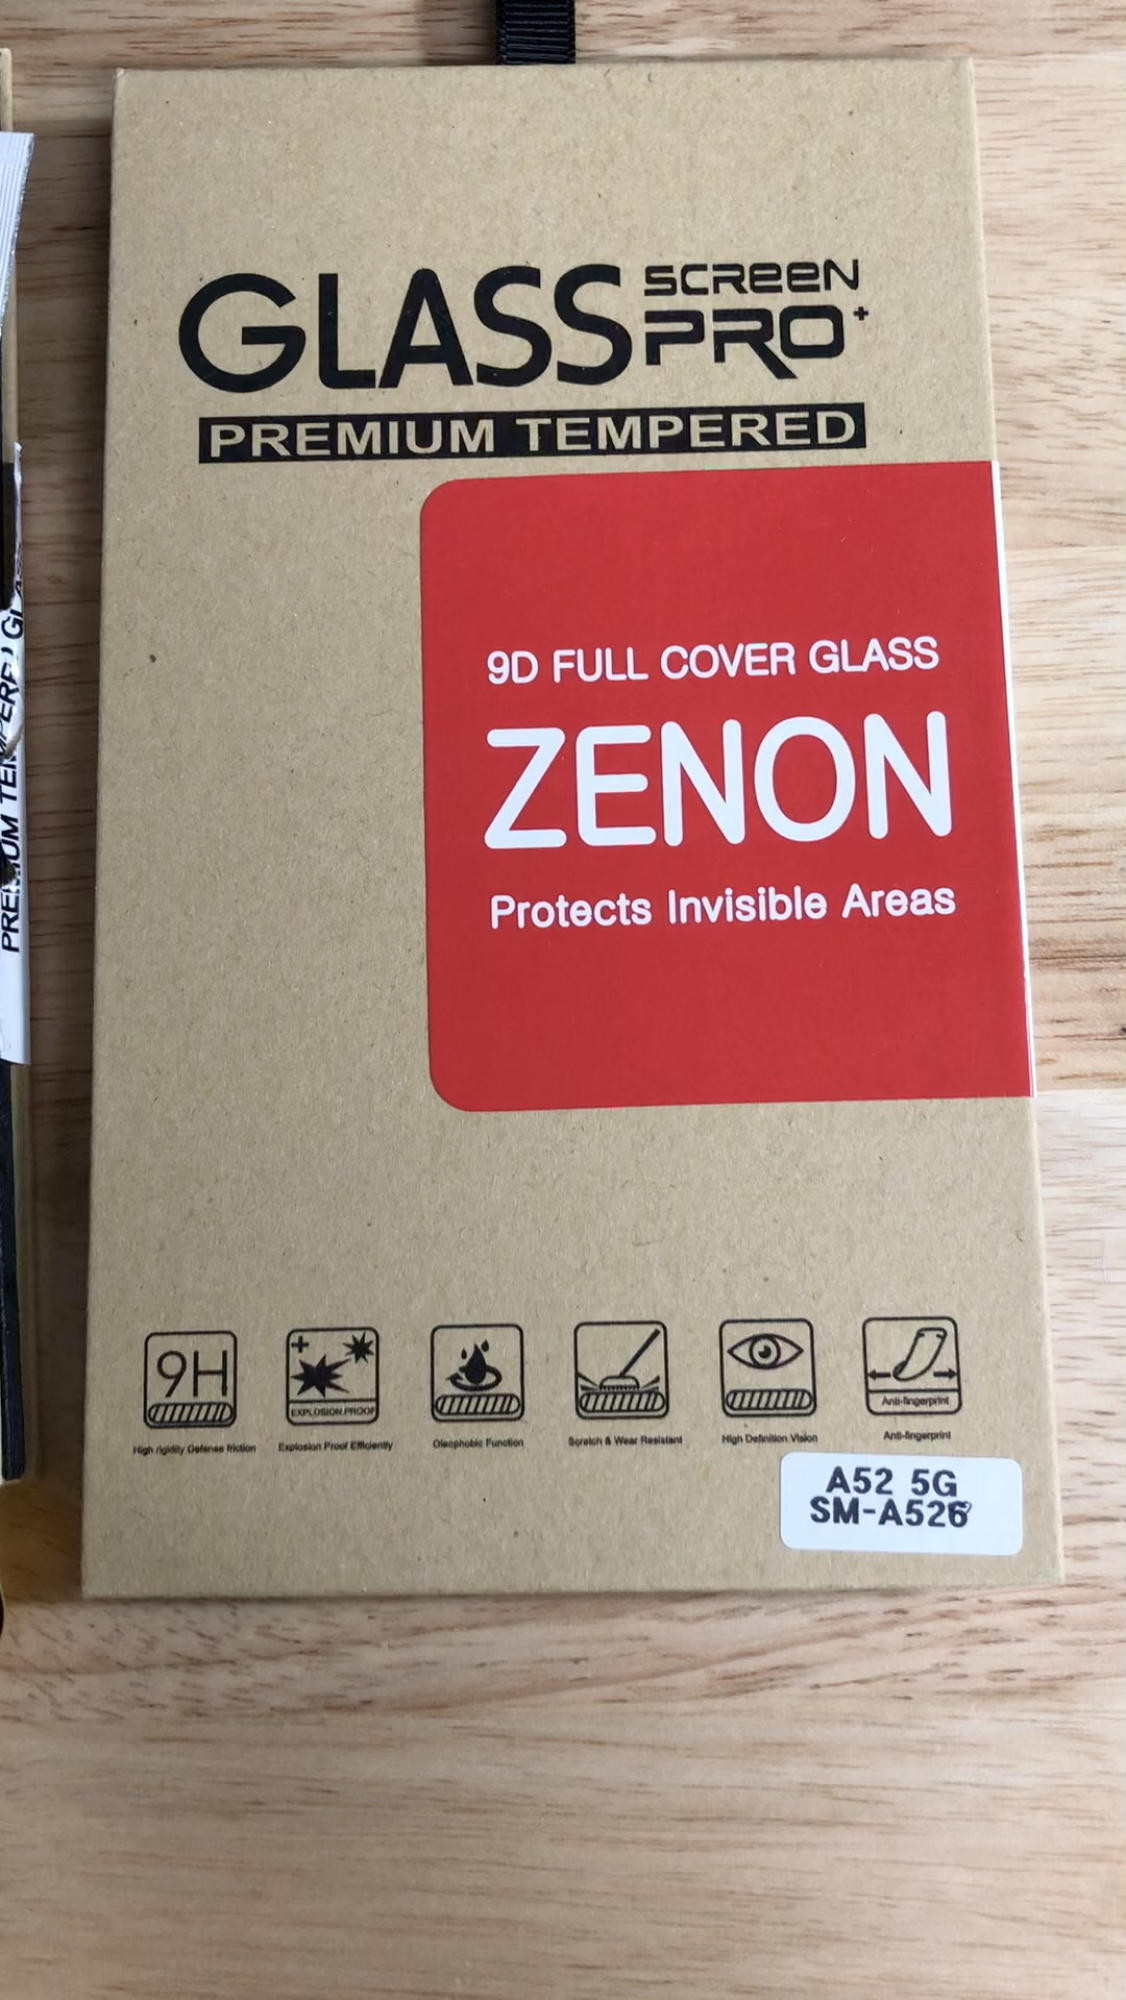 GLASS SCREEN PRO+
PREMIUM TEMPERED
9D FULL COVER GLASS
ZENON
Protects Invisible Areas
9H
EXPLOSION PROOF
Anti-fingerprint
High rigidity Defense friction
Explosion Proof Efficiently
Oleophobic Function
Scratch & Wear Resistant
High Definition Vision
Anti-fingerprint
A52 5G
SM-A526
PREMIUM TEMPERED